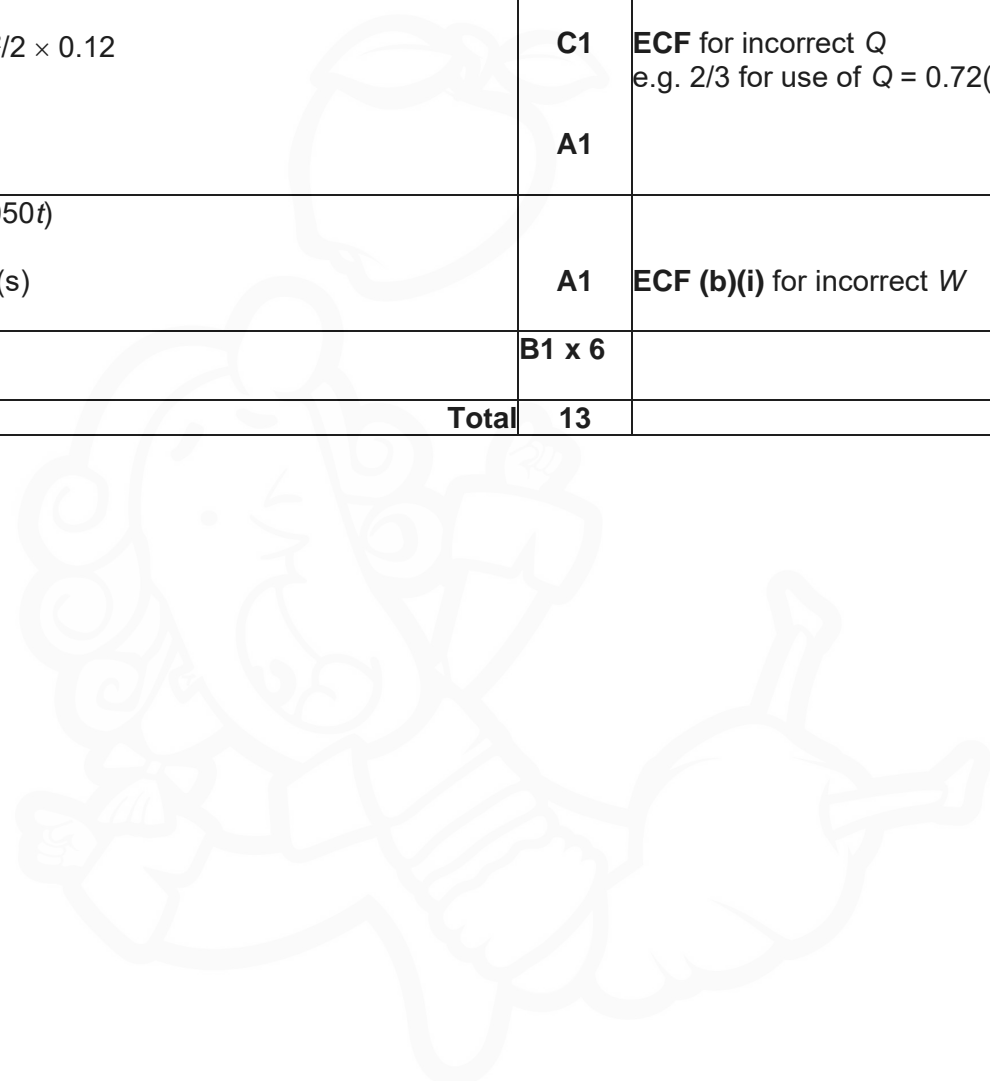 /2 × 0.12 C1 ECF for incorrect Q
e.g. 2/3 for use of Q = 0.72(
A1
50t)
(s) A1 ECF (b)(i) for incorrect W
B1 x 6
Total 13